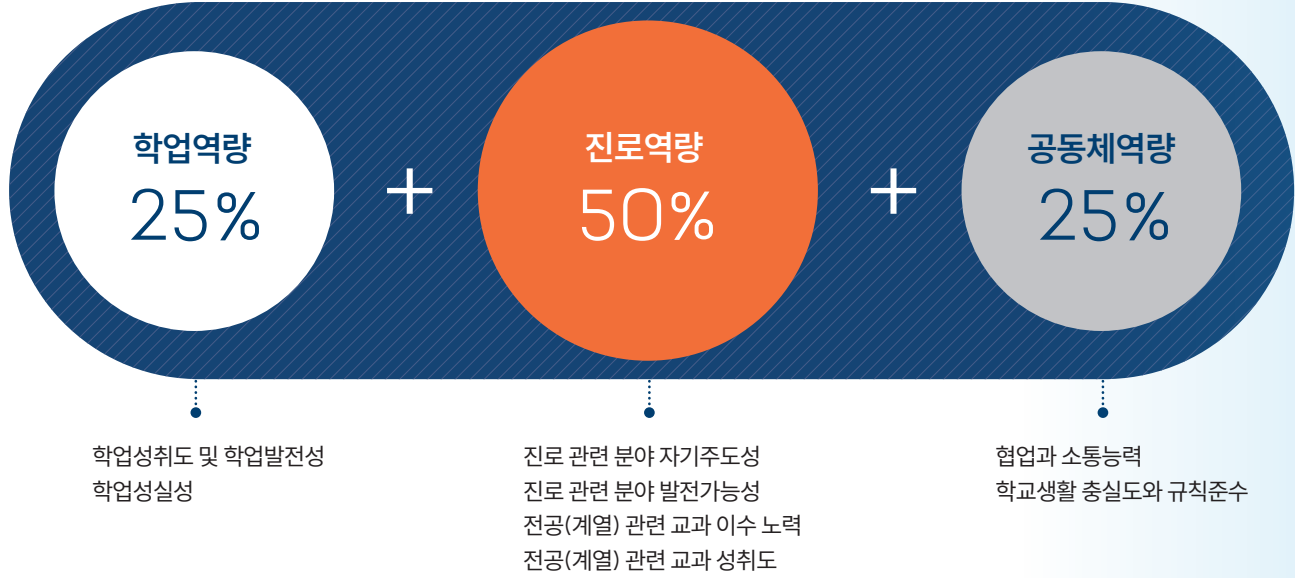 학업역량
25%
+
진로역량
50%
+
공동체역량
25%
학업성취도 및 학업발전성
학업성실성
진로 관련 분야 자기주도성
진로 관련 분야 발전가능성
전공(계열) 관련 교과 이수 노력
전공(계열) 관련 교과 성취도
협업과 소통능력
학교생활 충실도와 규칙준수